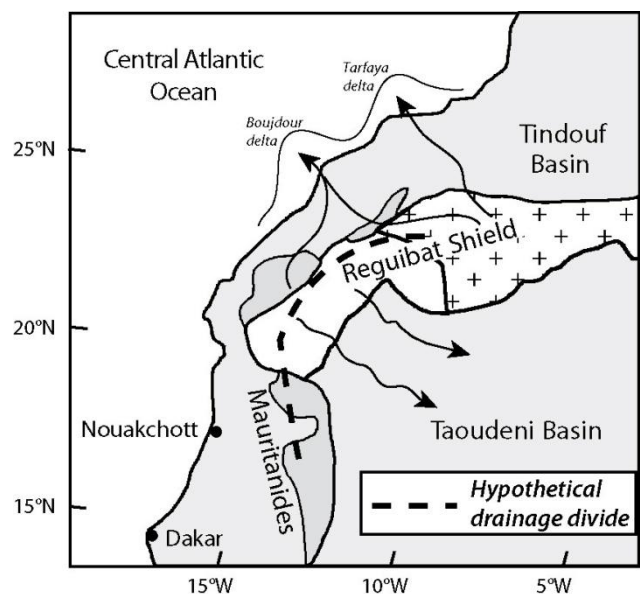 Central Atlantic
Ocean
Tarfaya
delta
Boujdour
delta
25°N
Tindouf
Basin
Reguibat Shield
20°N
Mauritanides
Nouakchott
Taoudeni Basin
15°N
Hypothetical
drainage divide
Dakar
15°W
10°W
5°W